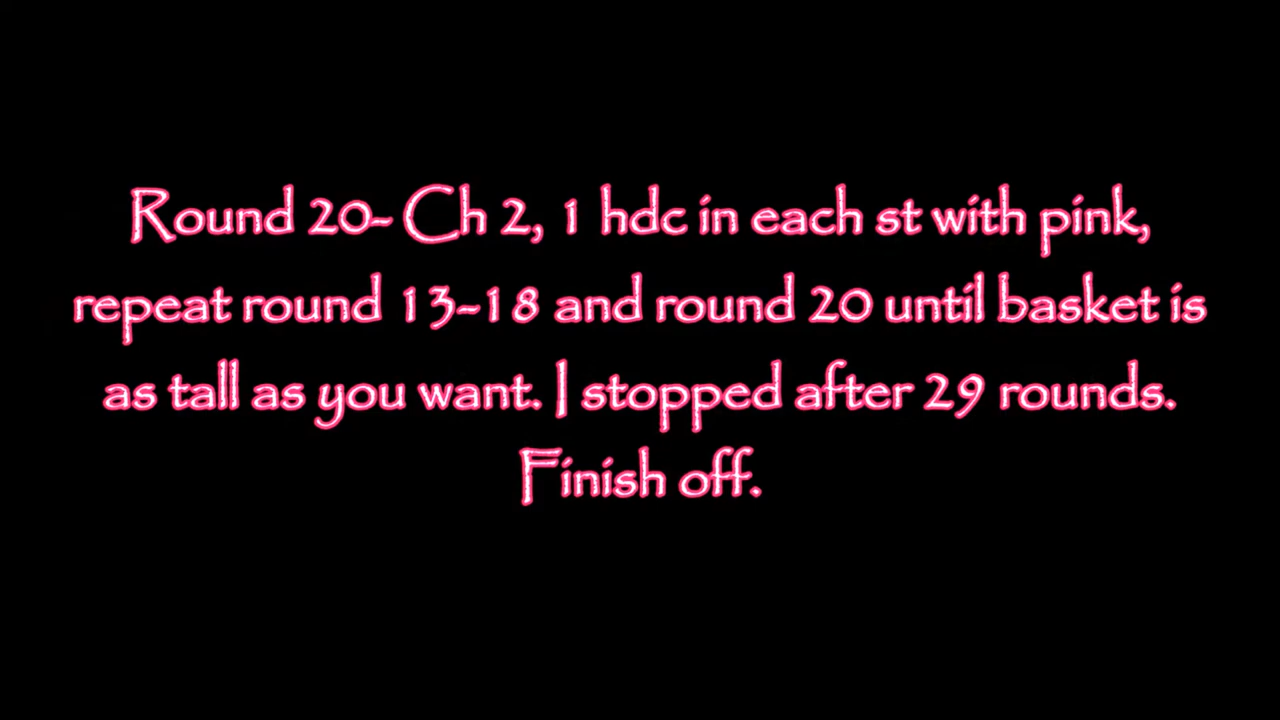 Round 20- Ch 2, 1 hdc in each st with pink,
repeat round 13-18 and round 20 until basket is
as tall as you want. I stopped after 29 rounds.
Finish off.